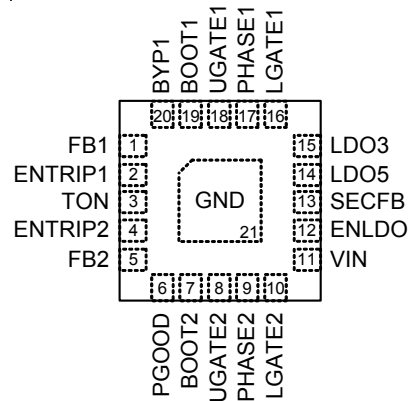 BYP1
BOOT1
UGATE1
PHASE1
LGATE1
20 19 18 17 16
FB1 1 15 LDO3
ENTRIP1 2 14 LDO5
TON 3 GND 13 SECFB
ENTRIP2 4 21 12 ENLDO
FB2 5 11 VIN
6 7 8 9 10
PGOOD
BOOT2
UGATE2
PHASE2
LGATE2